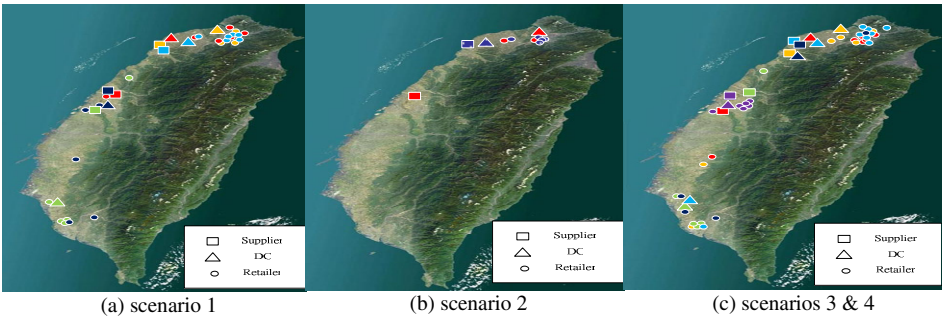 Supplier
DC
Retailer
Supplier
DC
Retailer
Supplier
DC
Retailer
(a) scenario 1
(b) scenario 2
(c) scenarios 3 & 4